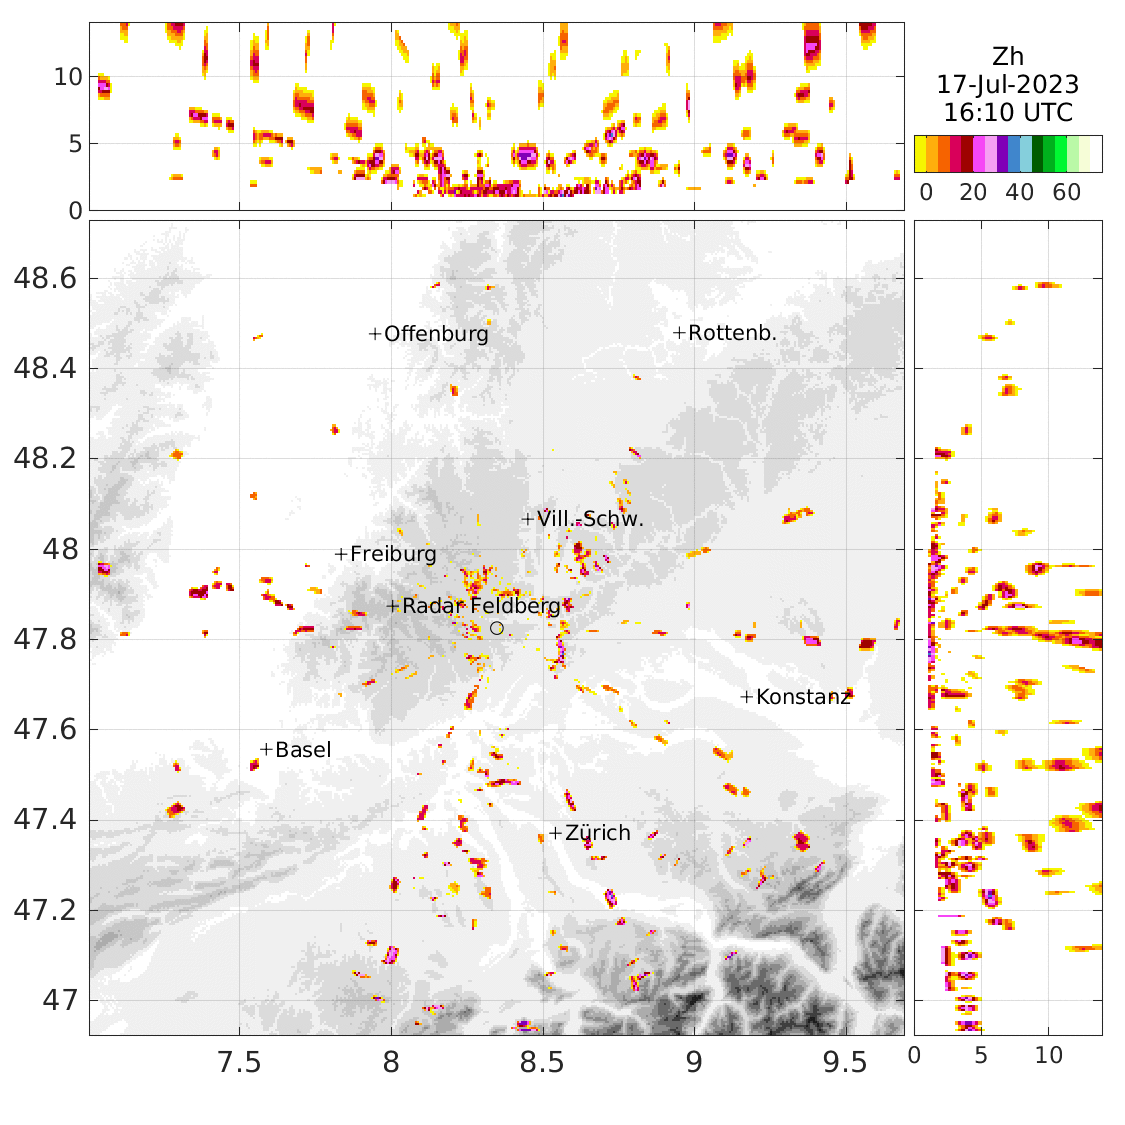 10
5
0
Zh
17-Jul-2023
16:10 UTC
0 20 40 60
48.6
48.4
48.2
48
47.8
47.6
47.4
47.2
47
+Offenburg
+Rottenb.
+Vill.-Schw.
+Freiburg
+Radar Feldberg
+Konstanz
+Basel
+Zürich
7.5 8 8.5 9 9.5
0 5 10